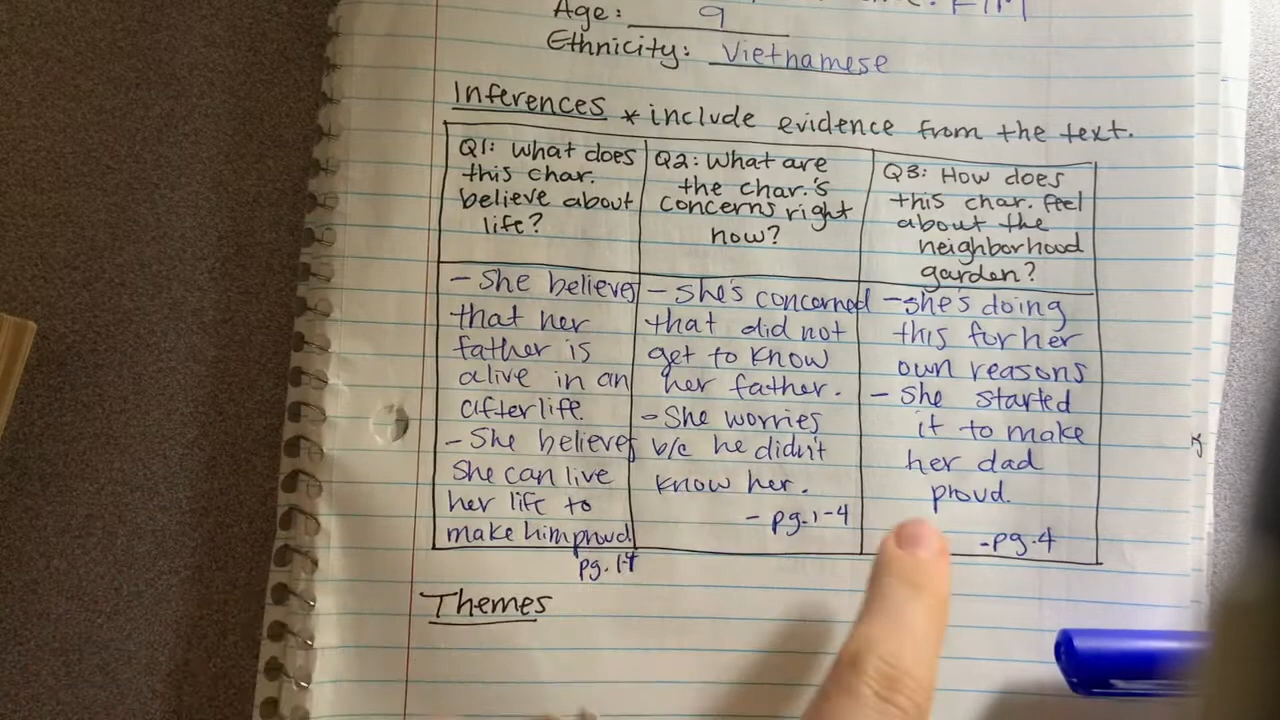 Age: 9
Ethnicity: Vietnamese
Inferences * include evidence from the text.
Q1: What does
this char.
believe about
life?
Q2: What are
the char.'s
concerns right
now?
Q3: How does
this char. feel
about the
neighborhood
garden?
- She believes
that her
father is
alive in an
afterlife.
- She believes
she can live
her life to
make him proud.
pg. 1-4
- She's concerned
that did not
get to know
her father.
- She worries
b/c he didn't
know her.
- pg. 1-4
- she's doing
this for her
own reasons
- She started
it to make
her dad
proud.
- pg. 4
Themes